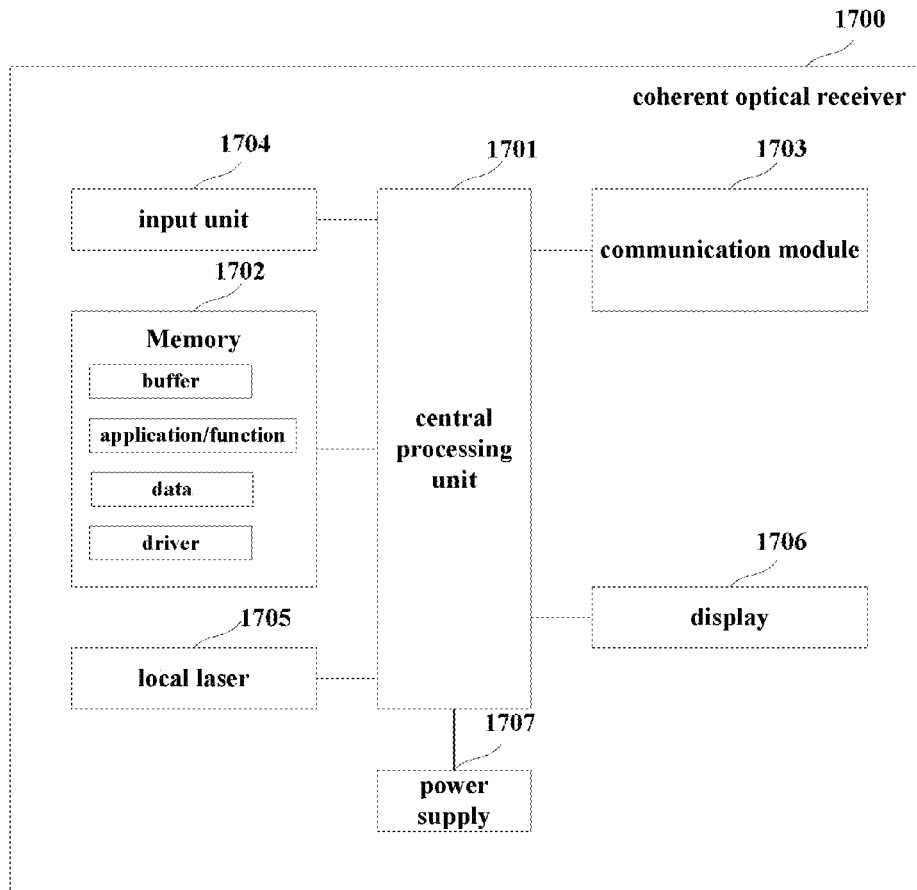 1700
coherent optical receiver
1704
1701
1703
input unit
communication module
1702
Memory
buffer
application/function
data
driver
central
processing
unit
1706
display
1705
local laser
1707
power
supply